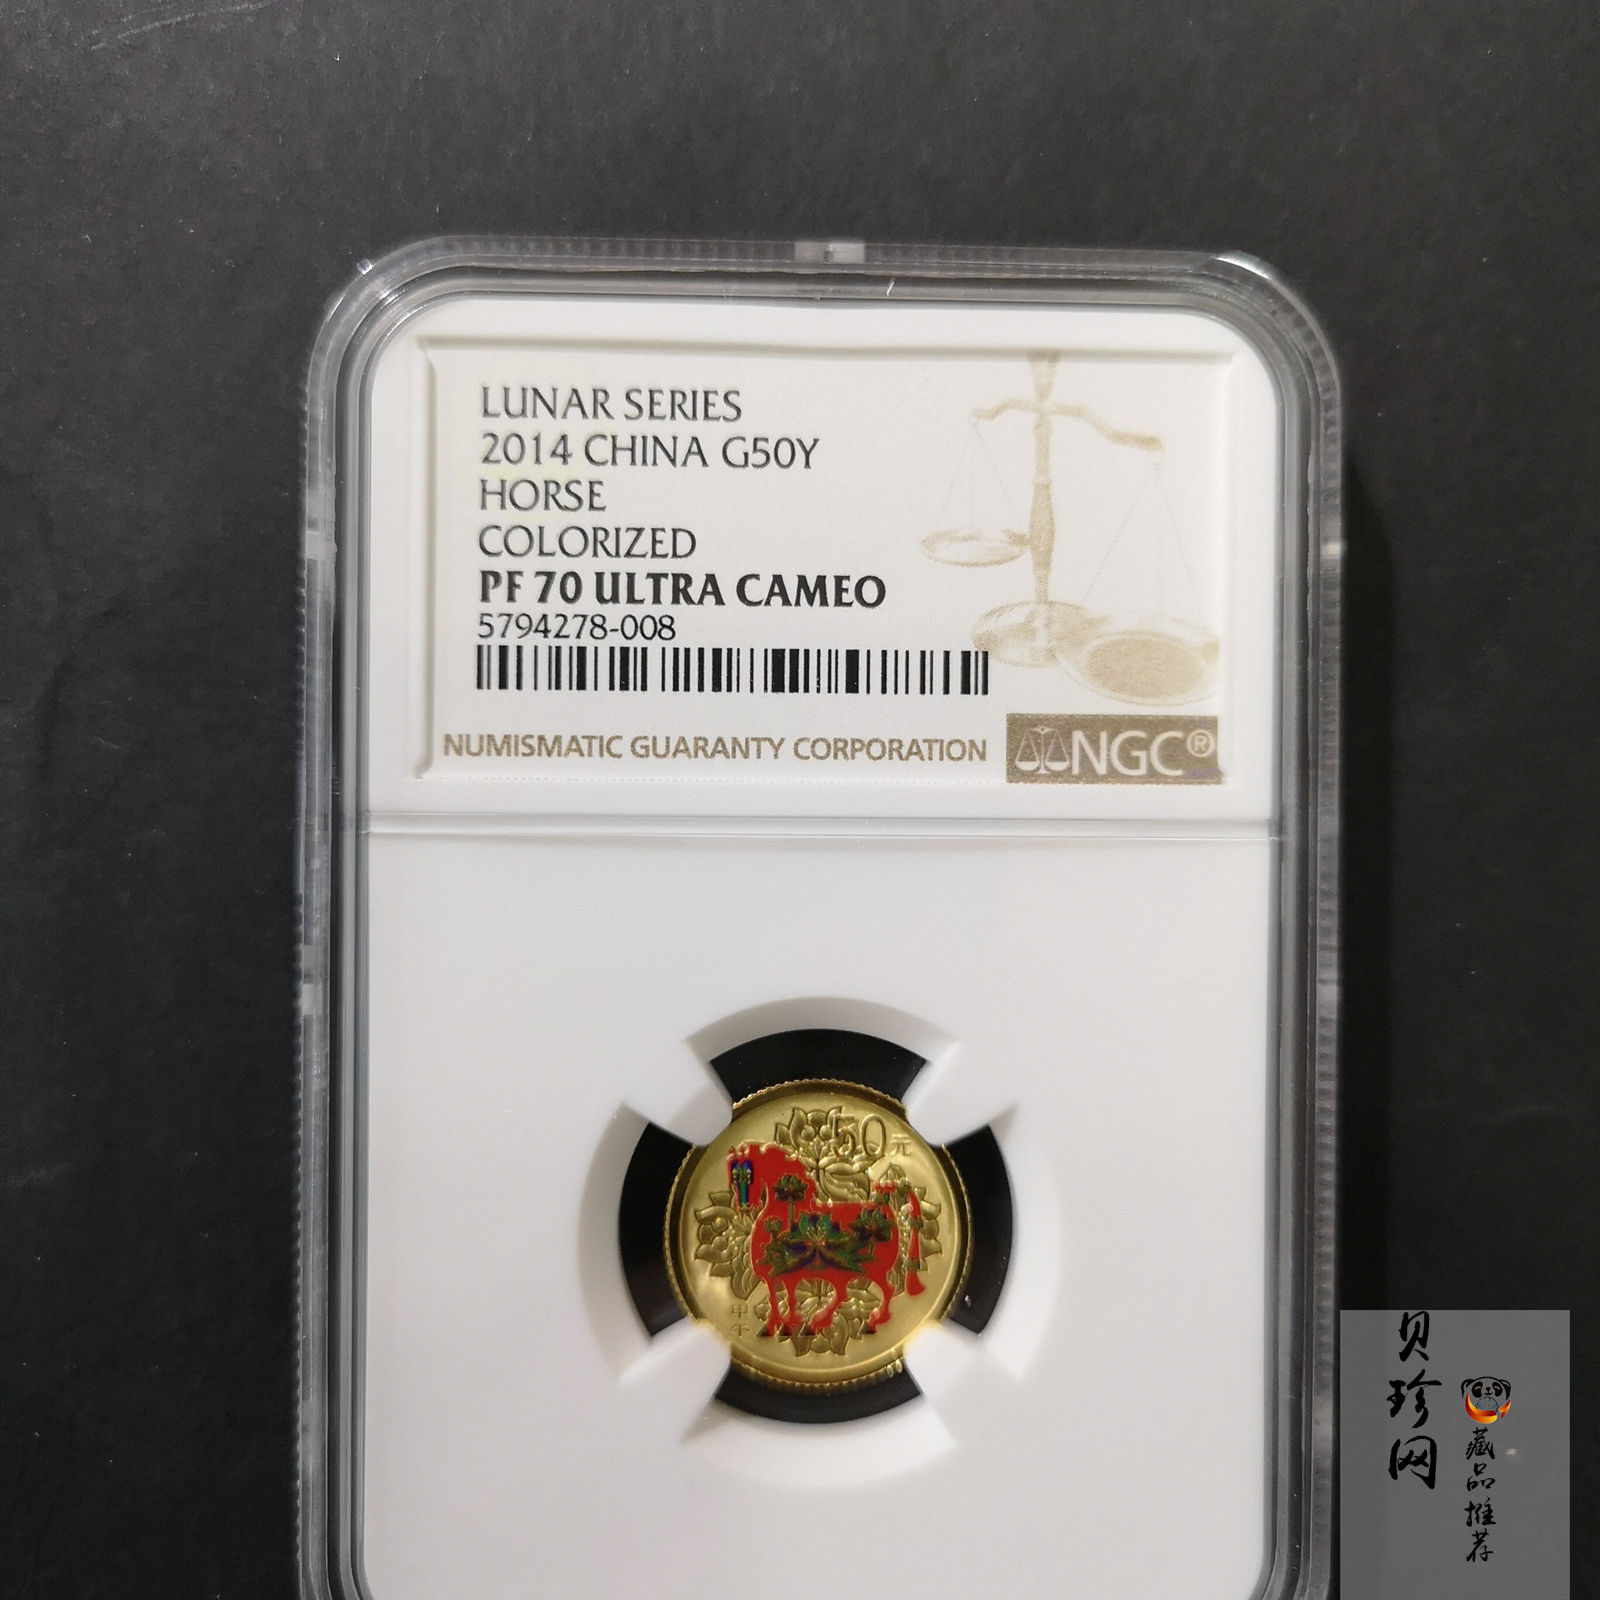 LUNAR SERIES
2014 CHINA G50Y
HORSE
COLORIZED
PF 70 ULTRA CAMEO
5794278-008
NUMISMATIC GUARANTY CORPORATION
NGC®
50元
甲午
贝珍网
藏品推荐